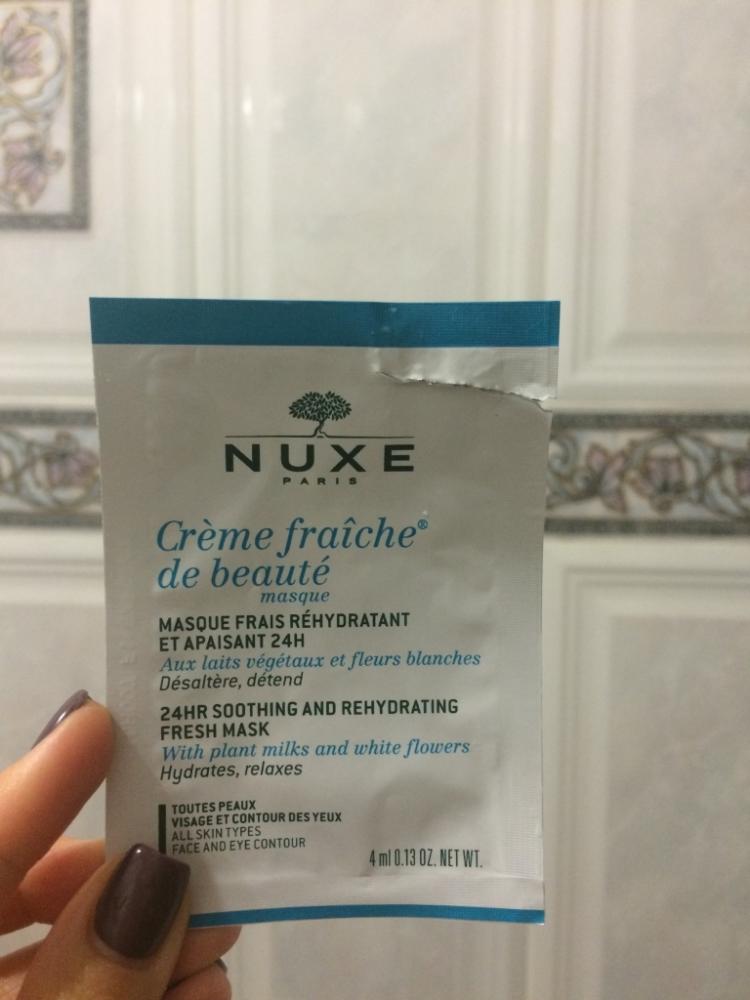 NUXE
PARIS
Crème fraîche®
de beauté
masque
MASQUE FRAIS RÉHYDRATANT
ET APAISANT 24H
Aux laits végétaux et fleurs blanches
Désaltère, détend
24HR SOOTHING AND REHYDRATING
FRESH MASK
With plant milks and white flowers
Hydrates, relaxes
TOUTES PEAUX
VISAGE ET CONTOUR DES YEUX
ALL SKIN TYPES
FACE AND EYE CONTOUR
4 ml 0.13 OZ. NET WT.